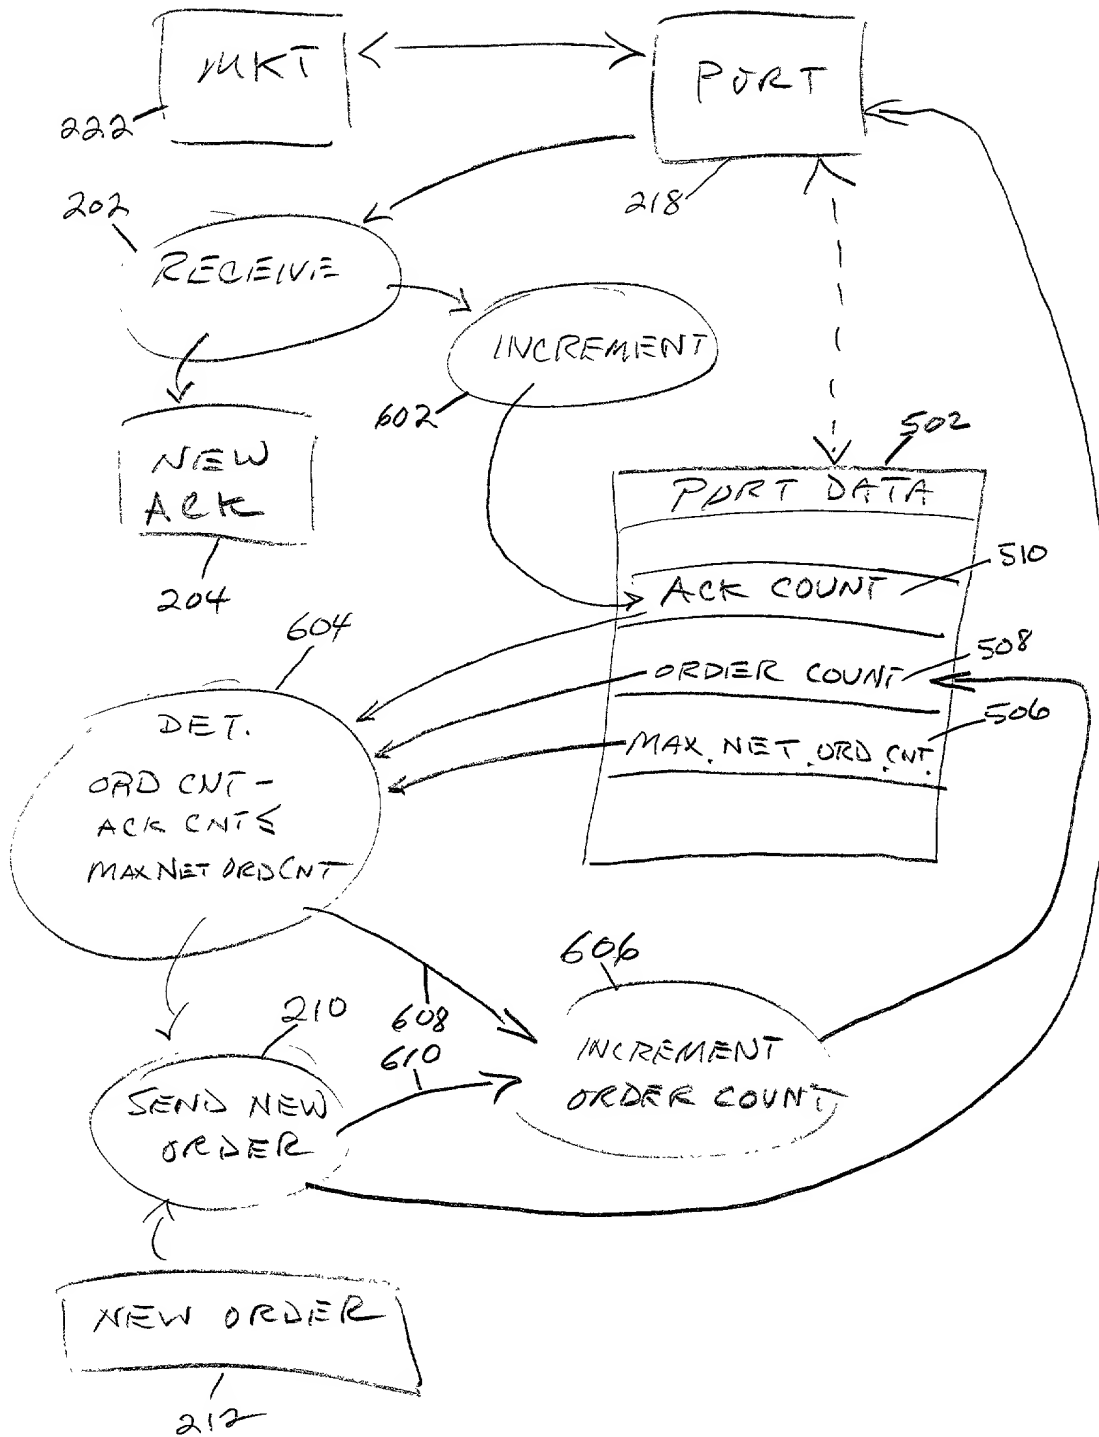 MKT
PORT
222
218
202
RECEIVE
INCREMENT
602
502
NEW
ACK
PORT DATA
204
ACK COUNT
510
604
ORDER COUNT
508
DET.
MAX.NET.ORD.CNT.
506
ORD CNT -
ACK CNT ≤
MAX NET ORD CNT
606
210
608
610
INCREMENT
ORDER COUNT
SEND NEW
ORDER
NEW ORDER
212